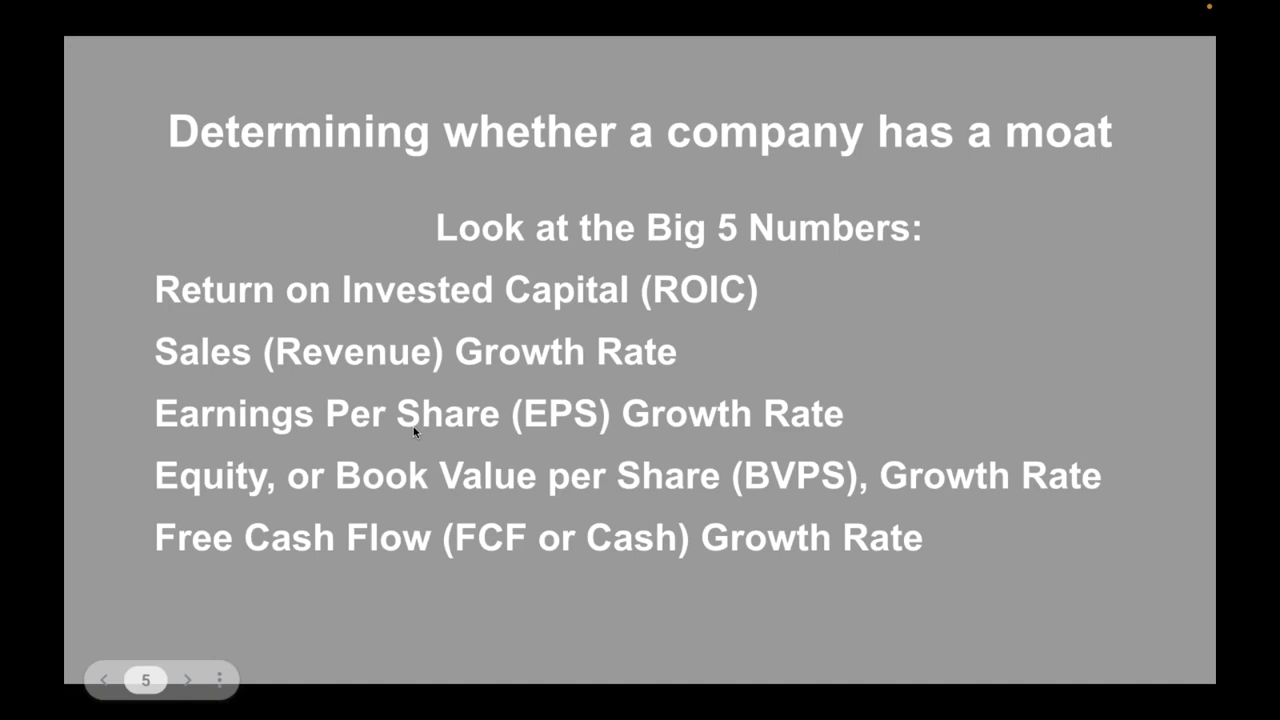 Determining whether a company has a moat
Look at the Big 5 Numbers:
Return on Invested Capital (ROIC)
Sales (Revenue) Growth Rate
Earnings Per Share (EPS) Growth Rate
Equity, or Book Value per Share (BVPS), Growth Rate
Free Cash Flow (FCF or Cash) Growth Rate
5